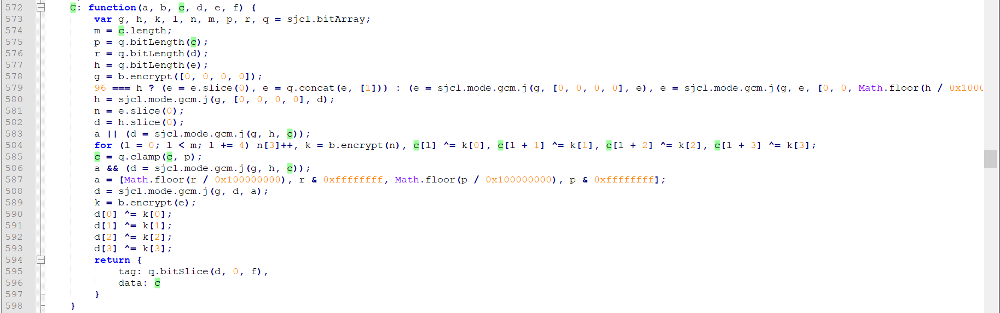 572 C: function(a, b, c, d, e, f) {
573 var g, h, k, l, n, m, p, r, q = sjcl.bitArray;
574 m = c.length;
575 p = q.bitLength(c);
576 r = q.bitLength(d);
577 h = q.bitLength(e);
578 g = b.encrypt([0, 0, 0, 0]);
579 96 === h ? (e = e.slice(0), e = q.concat(e, [1])) : (e = sjcl.mode.gcm.j(g, [0, 0, 0, 0], e), e = sjcl.mode.gcm.j(g, e, [0, 0, Math.floor(h / 0x100
580 h = sjcl.mode.gcm.j(g, [0, 0, 0, 0], d);
581 n = e.slice(0);
582 d = h.slice(0);
583 a || (d = sjcl.mode.gcm.j(g, h, c));
584 for (l = 0; l < m; l += 4) n[3]++, k = b.encrypt(n), c[l] ^= k[0], c[l + 1] ^= k[1], c[l + 2] ^= k[2], c[l + 3] ^= k[3];
585 c = q.clamp(c, p);
586 a && (d = sjcl.mode.gcm.j(g, h, c));
587 a = [Math.floor(r / 0x100000000), r & 0xffffffff, Math.floor(p / 0x100000000), p & 0xffffffff];
588 d = sjcl.mode.gcm.j(g, d, a);
589 k = b.encrypt(e);
590 d[0] ^= k[0];
591 d[1] ^= k[1];
592 d[2] ^= k[2];
593 d[3] ^= k[3];
594 return {
595 tag: q.bitSlice(d, 0, f),
596 data: c
597 }
598 }